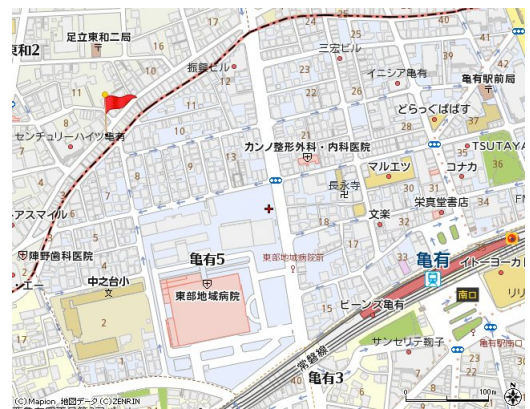 足立東和二局
東和2
三宏ビル
振興ビル
イニシア亀有
亀有駅前局
どらっぐぱぱす
センチュリーハイツ亀有
カンノ整形外科・内科医院
TSUTAYA
マルエツ
コナカ
長永寺
アスマイル
文楽
栄眞堂書店
陣野歯科医院
亀有5
東部地域病院前
亀有
イトーヨーカド
中之台小
東部地域病院
南口
ビーンズ亀有
リリ
サンセリテ鞠子
亀有駅南口
常磐線
亀有3
100m
(C)Mapion 地図データ(C)ZENRIN